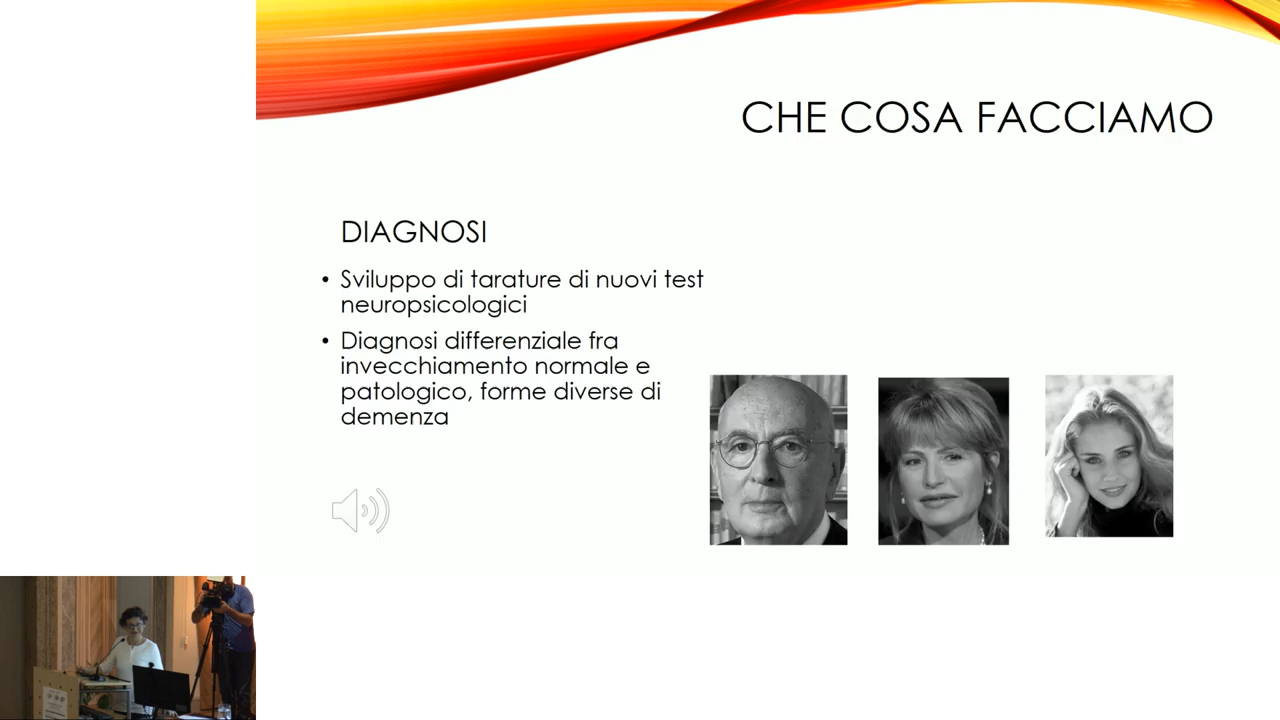 CHE COSA FACCIAMO
DIAGNOSI
• Sviluppo di tarature di nuovi test
neuropsicologici
• Diagnosi differenziale fra
invecchiamento normale e
patologico, forme diverse di
demenza